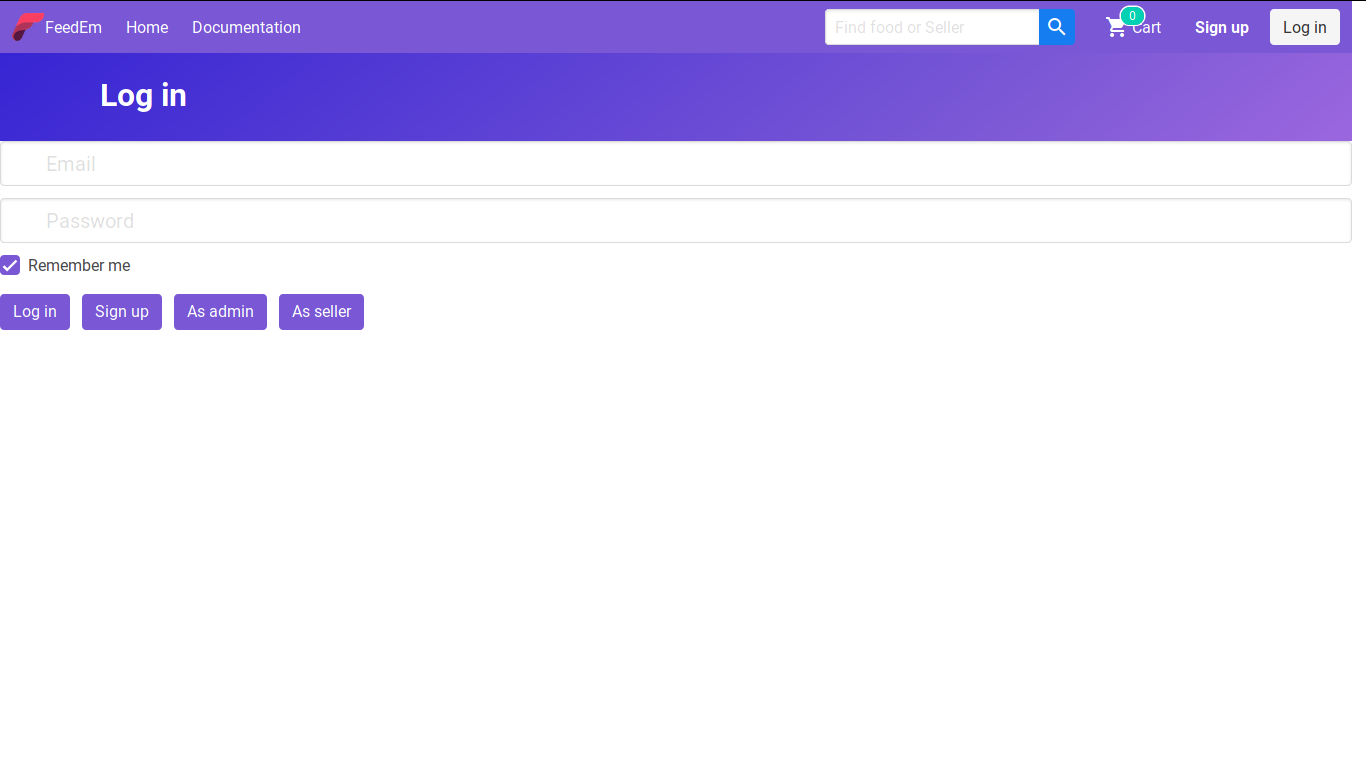 FeedEm Home Documentation Find food or Seller 0 Cart Sign up Log in
Log in
Email
Password
Remember me
Log in Sign up As admin As seller